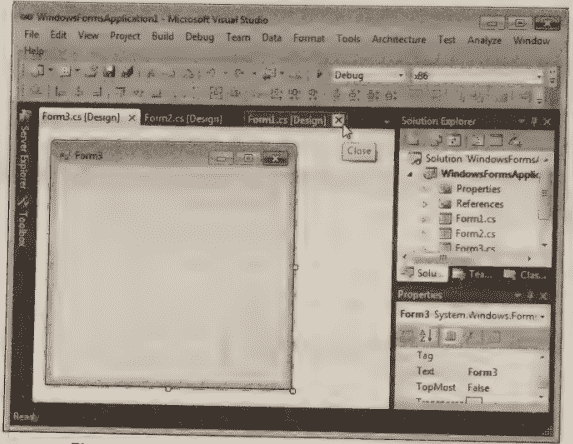 WindowsFormsApplication1 - Microsoft Visual Studio
File Edit View Project Build Debug Team Data Format Tools Architecture Test Analyze Window
Help
Debug x86
Form3.cs [Design] Form2.cs [Design] Form1.cs [Design]
Close
Server Explorer
Toolbox
Form3
Solution Explorer
Solution 'WindowsForms
WindowsFormsApplic
Properties
References
Form1.cs
Form2.cs
Form3.cs
Solu... Tea... Clas...
Properties
Form3 System.Windows.Form
Tag
Text Form3
TopMost False
Ready